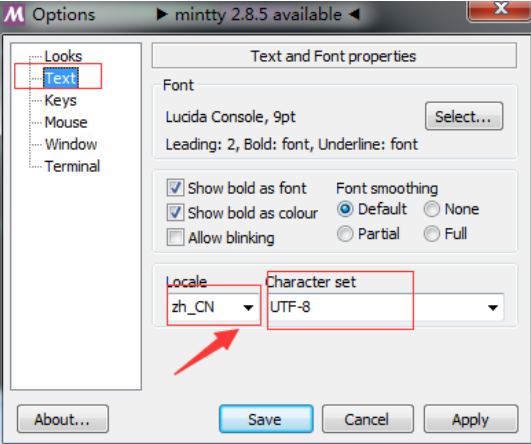 Options ► mintty 2.8.5 available ◄
Looks
Text
Keys
Mouse
Window
Terminal
Text and Font properties
Font
Lucida Console, 9pt
Select...
Leading: 2, Bold: font, Underline: font
Show bold as font
Show bold as colour
Allow blinking
Font smoothing
Default None
Partial Full
Locale Character set
zh_CN UTF-8
About... Save Cancel Apply